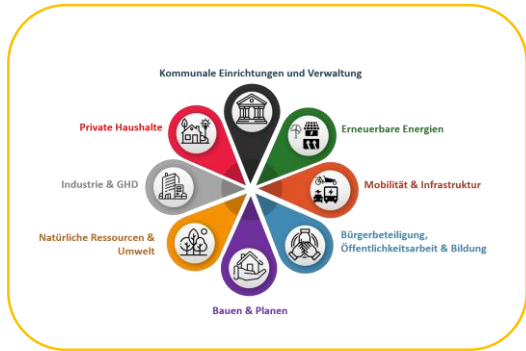 Kommunale Einrichtungen und Verwaltung
Private Haushalte
Erneuerbare Energien
Industrie & GHD
Mobilität & Infrastruktur
Natürliche Ressourcen &
Umwelt
Bürgerbeteiligung,
Öffentlichkeitsarbeit & Bildung
Bauen & Planen